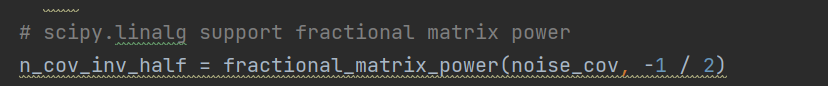 # scipy.linalg support fractional matrix power
n_cov_inv_half = fractional_matrix_power(noise_cov, -1 / 2)